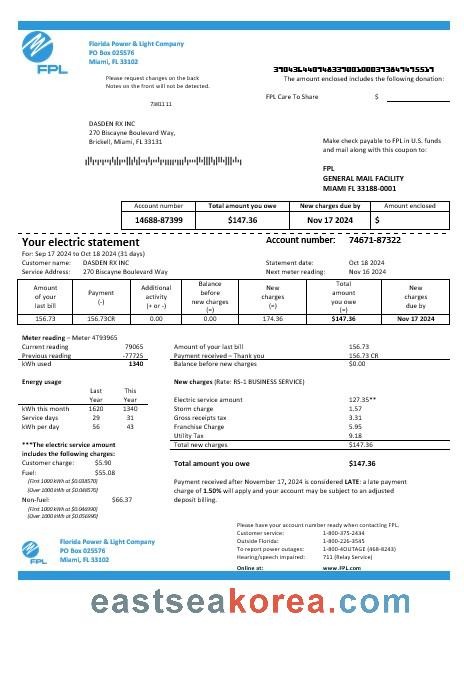 FPL
Florida Power & Light Company
PO Box 025576
Miami, FL 33102
Please request changes on the back
Notes on the front will not be detected.
The amount enclosed includes the following donation:
FPL Care To Share $
DASDEN RX INC
270 Biscayne Boulevard Way,
Brickell, Miami, FL 33131
Make check payable to FPL in U.S. funds
and mail along with this coupon to:
FPL
GENERAL MAIL FACILITY
MIAMI FL 33188-0001
Account number Total amount you owe New charges due by Amount enclosed
14688-87399 $147.36 Nov 17 2024 $
Your electric statement Account number: 74671-87322
For: Sep 17 2024 to Oct 18 2024 (31 days)
Customer name: DASDEN RX INC Statement date: Oct 18 2024
Service Address: 270 Biscayne Boulevard Way Next meter reading: Nov 16 2024
Amount of your last bill Payment (-) Additional activity (+ or -) Balance before new charges (=) New charges (=) Total amount you owe (=) New charges due by
156.73 156.73CR 0.00 0.00 174.36 $147.36 Nov 17 2024
Meter reading – Meter 4T93965
Current reading 79065
Previous reading -77725
kWh used 1340
Amount of your last bill 156.73
Payment received – Thank you 156.73 CR
Balance before new charges $0.00
Energy usage
Last Year This Year
kWh this month 1620 1340
Service days 29 31
kWh per day 56 43
New charges (Rate: RS-1 BUSINESS SERVICE)
Electric service amount 127.35**
Storm charge 1.57
Gross receipts tax 3.31
Franchise Charge 5.95
Utility Tax 9.18
Total new charges $147.36
***The electric service amount
includes the following charges:
Customer charge: $5.90
Fuel: $55.08
(First 1000 kWh at $0.038570)
(Over 1000 kWh at $0.048570)
Non-fuel: $66.37
(First 1000 kWh at $0.046990)
(Over 1000 kWh at $0.056990)
Total amount you owe $147.36
Payment received after November 17, 2024 is considered LATE: a late payment
charge of 1.50% will apply and your account may be subject to an adjusted
deposit billing.
Please have your account number ready when contacting FPL.
Customer service: 1-800-375-2434
Outside Florida: 1-800-226-3545
To report power outages: 1-800-4OUTAGE (468-8243)
Hearing/speech Impaired: 711 (Relay Service)
Online at: www.FPL.com
FPL
Florida Power & Light Company
PO Box 025576
Miami, FL 33102
eastseakorea.com